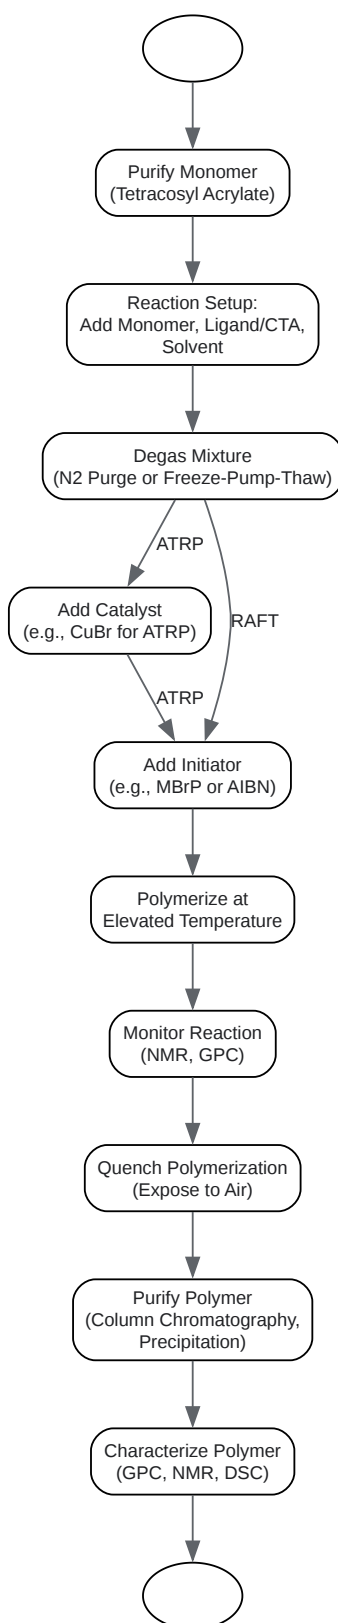 Purify Monomer
(Tetracosyl Acrylate)
Reaction Setup:
Add Monomer, Ligand/CTA,
Solvent
Degas Mixture
(N2 Purge or Freeze-Pump-Thaw)
ATRP
Add Catalyst
(e.g., CuBr for ATRP)
RAFT
ATRP
Add Initiator
(e.g., MBrP or AIBN)
Polymerize at
Elevated Temperature
Monitor Reaction
(NMR, GPC)
Quench Polymerization
(Expose to Air)
Purify Polymer
(Column Chromatography,
Precipitation)
Characterize Polymer
(GPC, NMR, DSC)